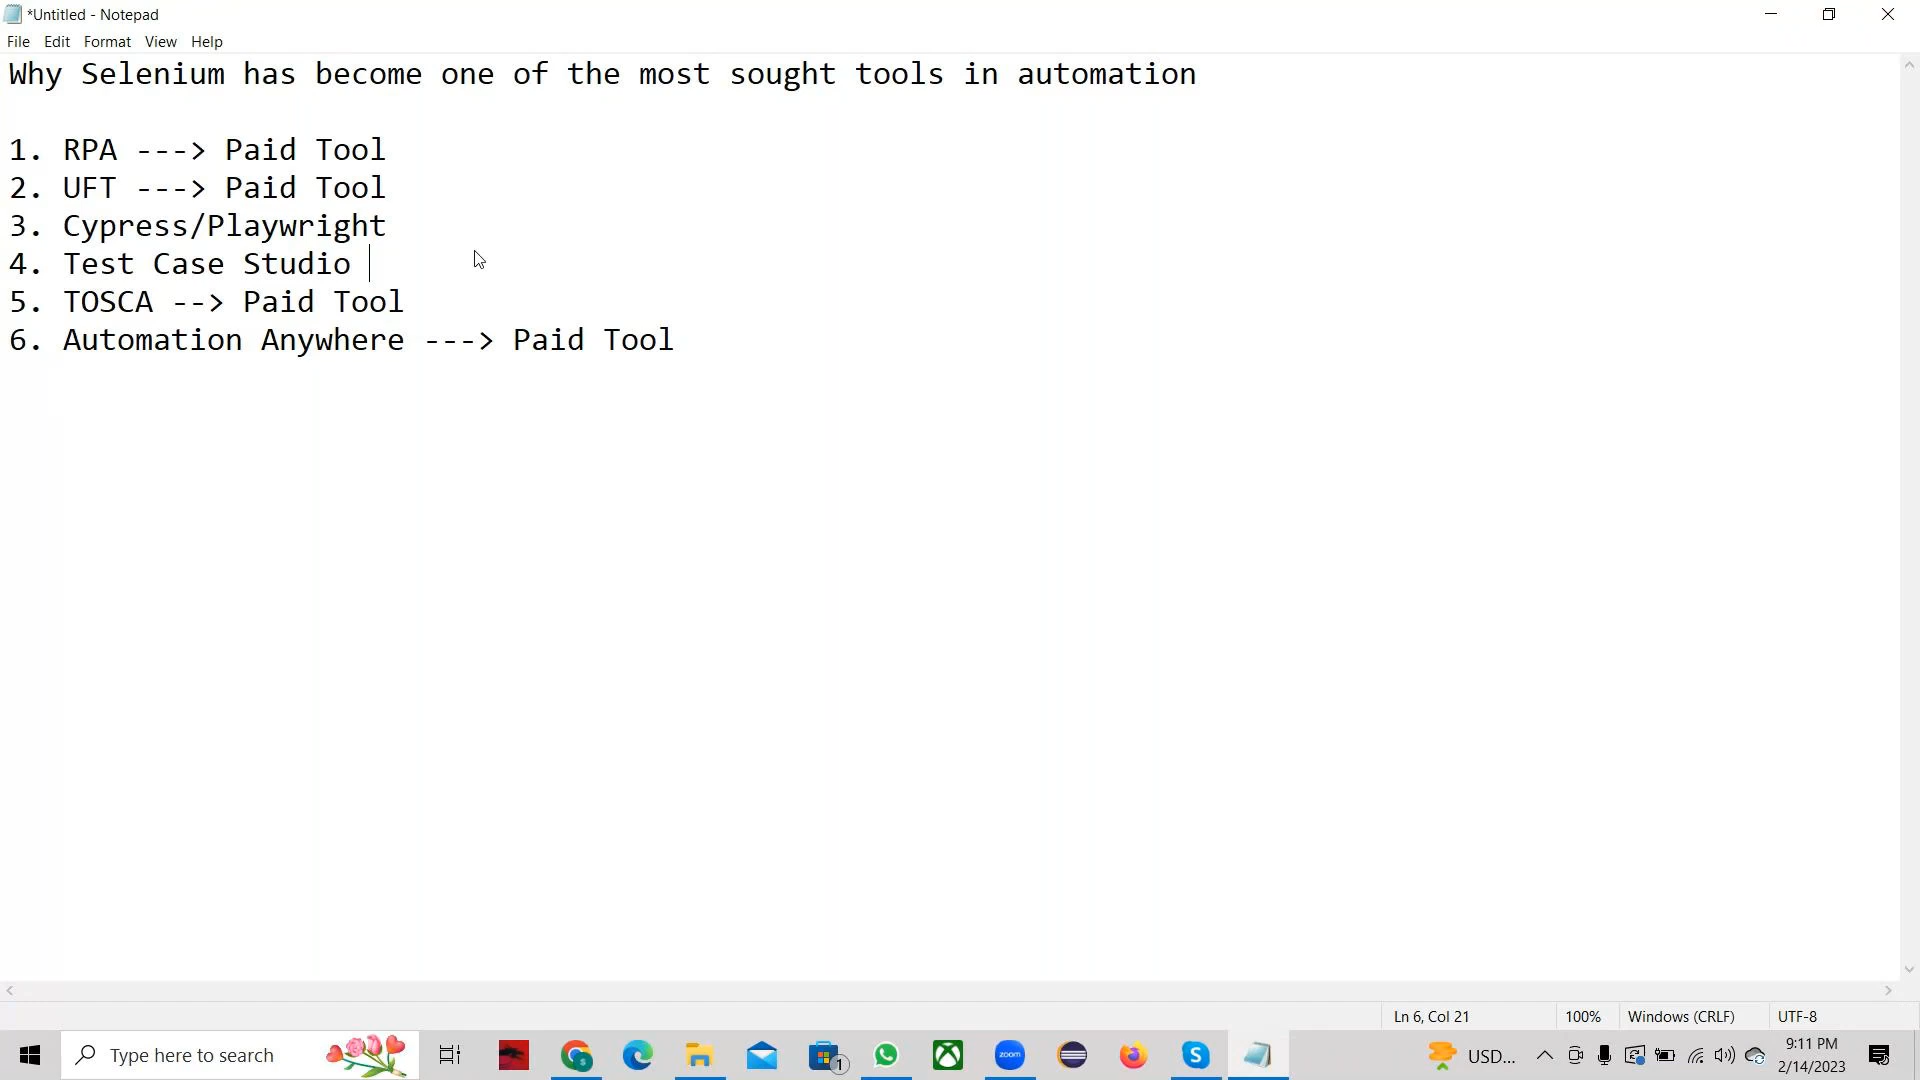 *Untitled - Notepad
File Edit Format View Help
Why Selenium has become one of the most sought tools in automation
1. RPA ---> Paid Tool
2. UFT ---> Paid Tool
3. Cypress/Playwright
4. Test Case Studio
5. TOSCA --> Paid Tool
6. Automation Anywhere ---> Paid Tool
Ln 6, Col 21 100% Windows (CRLF) UTF-8
Type here to search 1 zoom USD... 9:11 PM
2/14/2023